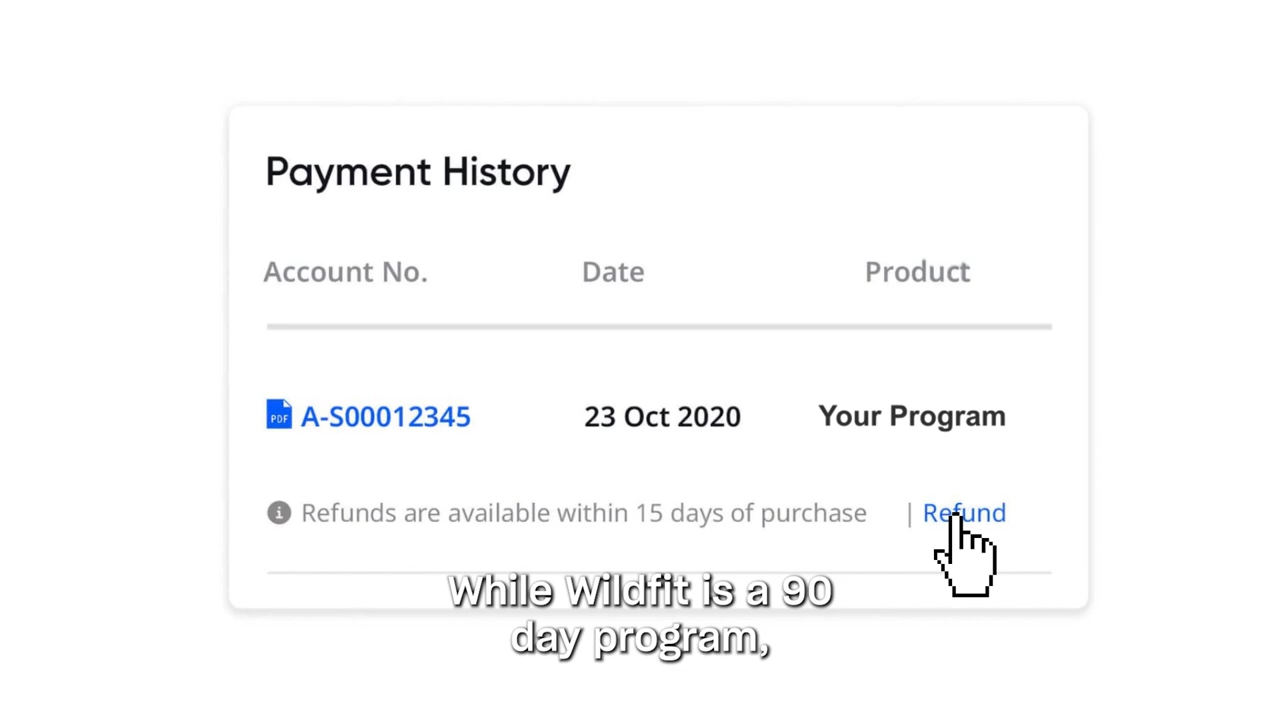 Payment History
Account No. Date Product
PDF A-S00012345 23 Oct 2020 Your Program
Refunds are available within 15 days of purchase | Refund
While Wildfit is a 90
day program,